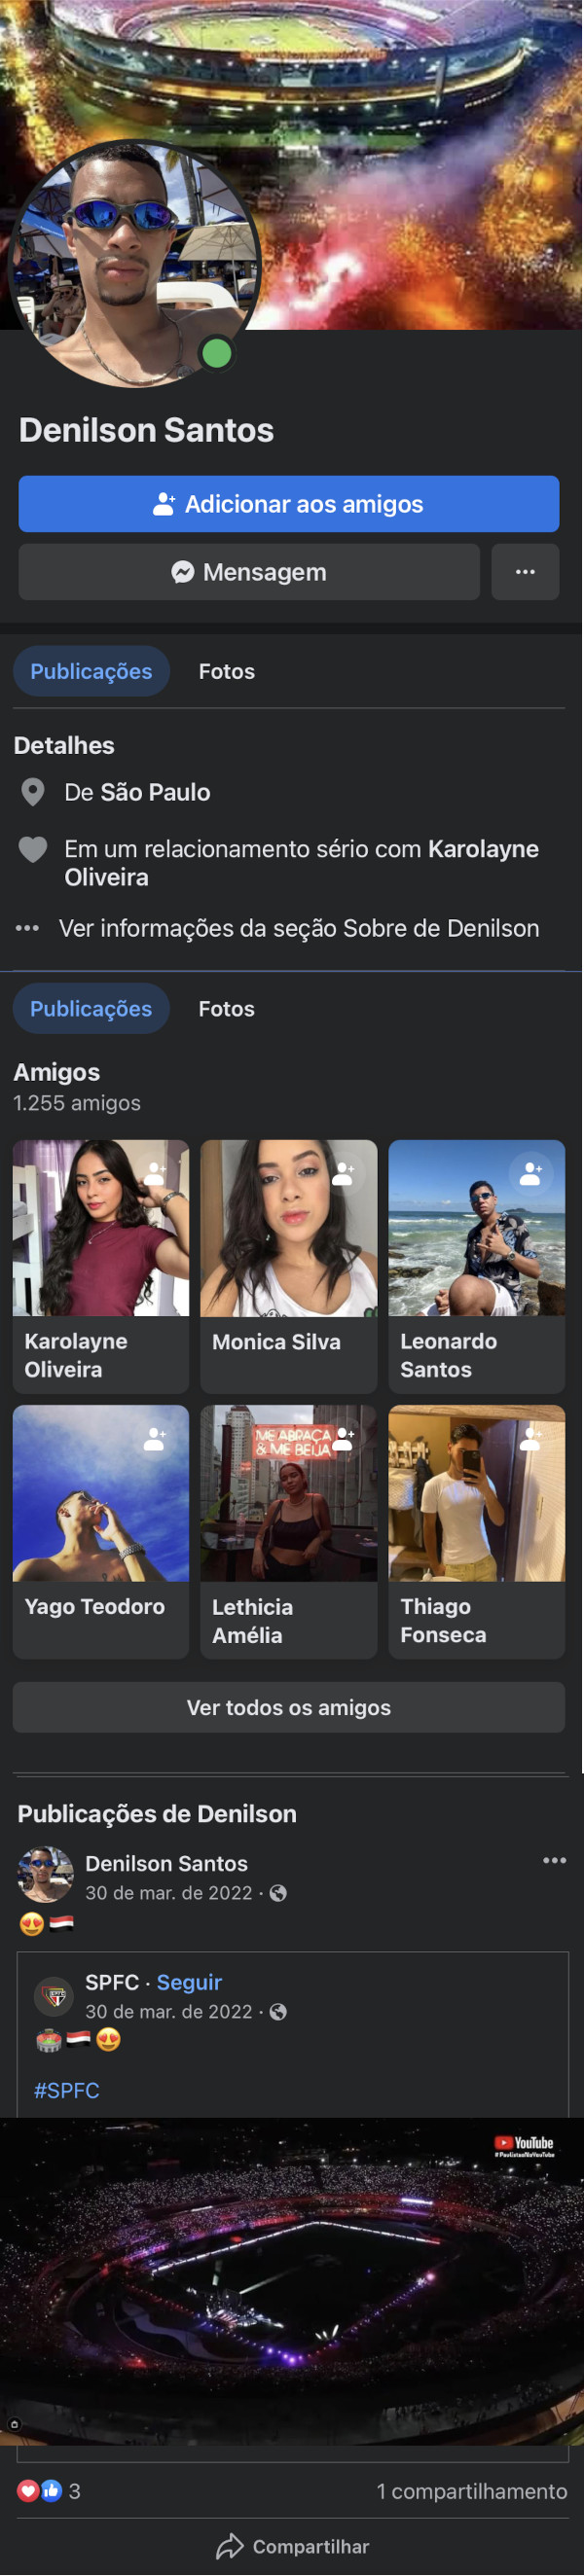 Denilson Santos
Adicionar aos amigos
Mensagem
Publicações Fotos
Detalhes
De São Paulo
Em um relacionamento sério com Karolayne
Oliveira
Ver informações da seção Sobre de Denilson
Publicações Fotos
Amigos
1.255 amigos
Karolayne
Oliveira
Monica Silva
Leonardo
Santos
ME ABRAÇA
& ME BEIJA
Yago Teodoro
Lethicia
Amélia
Thiago
Fonseca
Ver todos os amigos
Publicações de Denilson
Denilson Santos
30 de mar. de 2022 ·
SPFC · Seguir
30 de mar. de 2022 ·
#SPFC
YouTube
#PaulistaoNoYouTube
3 1 compartilhamento
Compartilhar